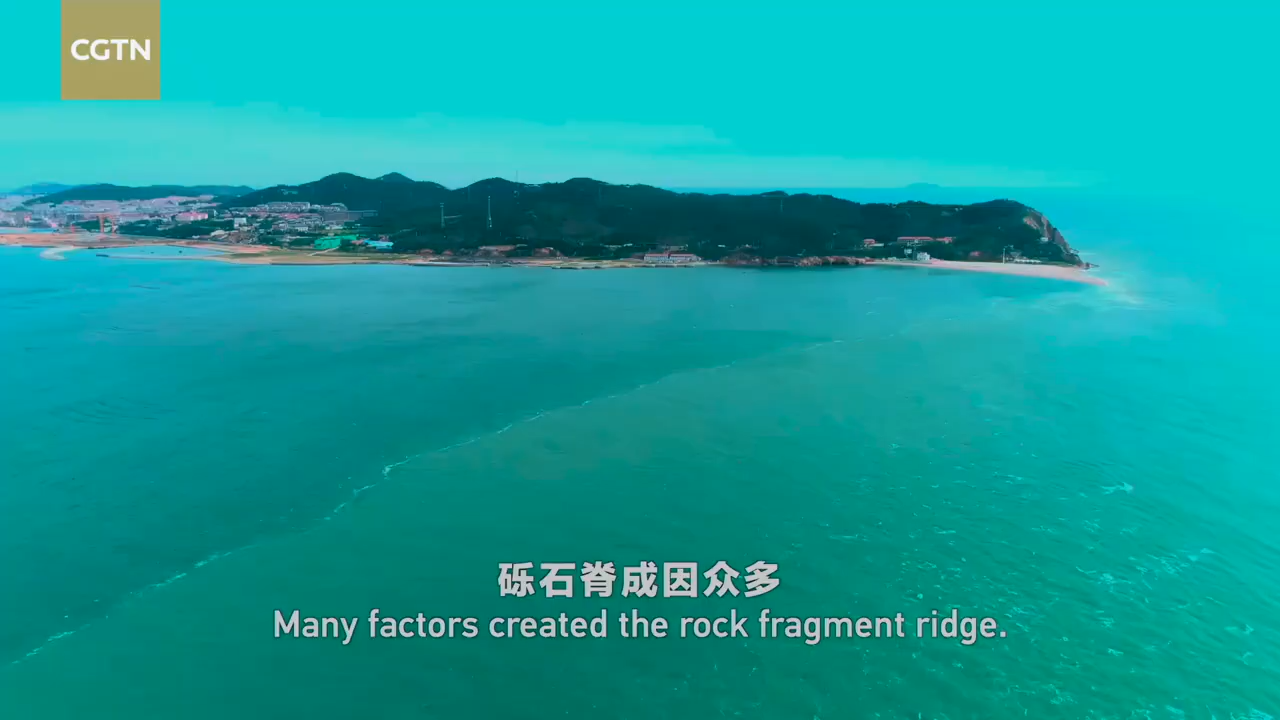 CGTN
砾石脊成因众多
Many factors created the rock fragment ridge.